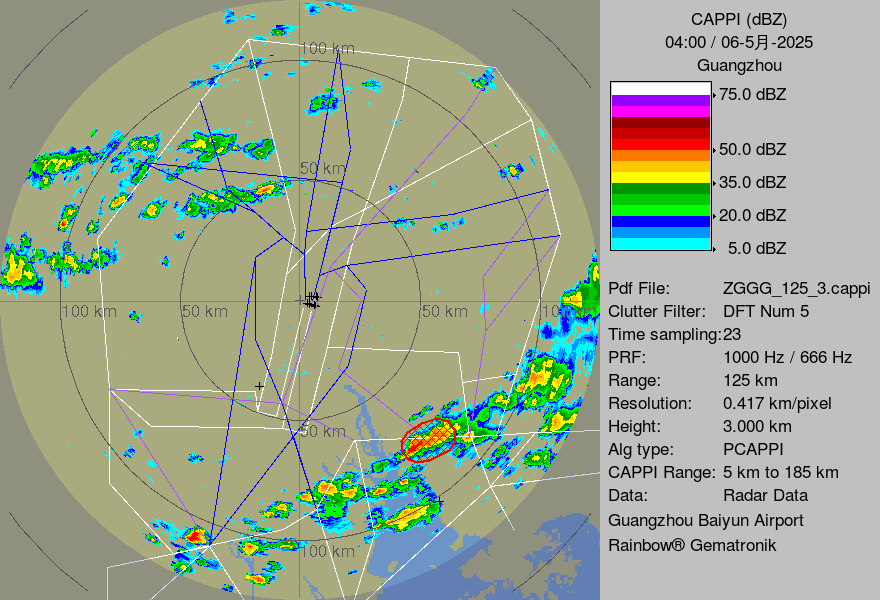 CAPPI (dBZ)
04:00 / 06-5月-2025
Guangzhou
75.0 dBZ
50.0 dBZ
35.0 dBZ
20.0 dBZ
5.0 dBZ
Pdf File: ZGGG_125_3.cappi
Clutter Filter: DFT Num 5
Time sampling:23
PRF: 1000 Hz / 666 Hz
Range: 125 km
Resolution: 0.417 km/pixel
Height: 3.000 km
Alg type: PCAPPI
CAPPI Range: 5 km to 185 km
Data: Radar Data
Guangzhou Baiyun Airport
Rainbow® Gematronik
100 km
50 km
100 km
50 km
50 km
50 km
100 km